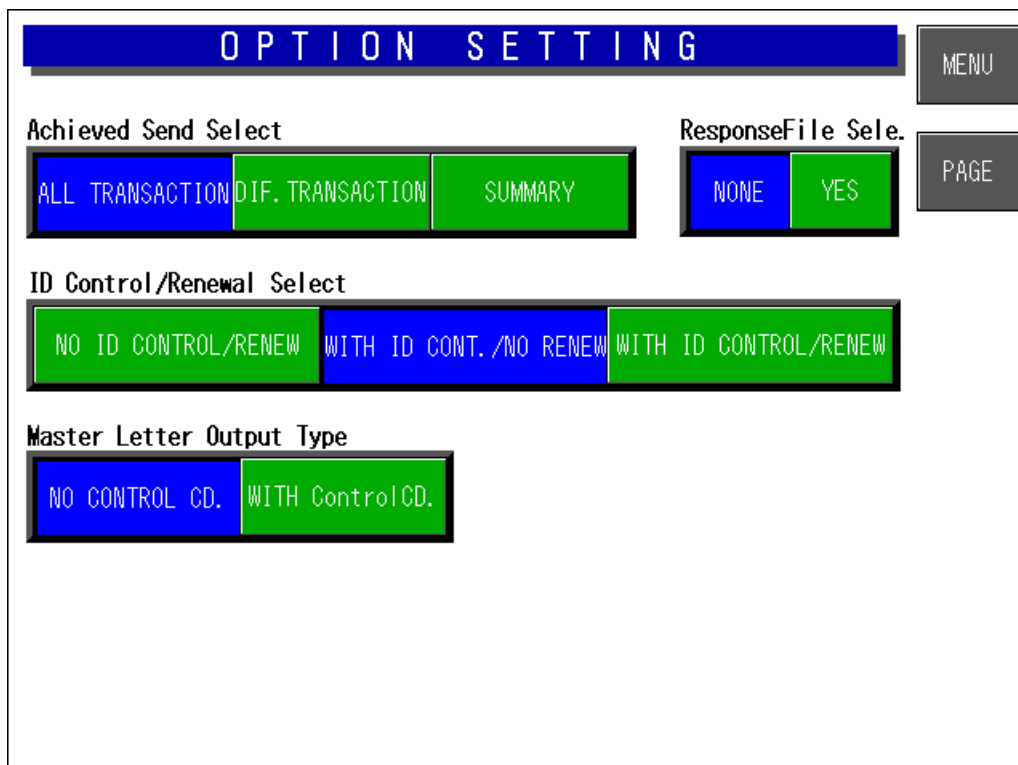 OPTION SETTING
MENU
PAGE
Achieved Send Select
ALL TRANSACTION DIF.TRANSACTION SUMMARY
ResponseFile Sele.
NONE YES
ID Control/Renewal Select
NO ID CONTROL/RENEW WITH ID CONT./NO RENEW WITH ID CONTROL/RENEW
Master Letter Output Type
NO CONTROL CD. WITH ControlCD.